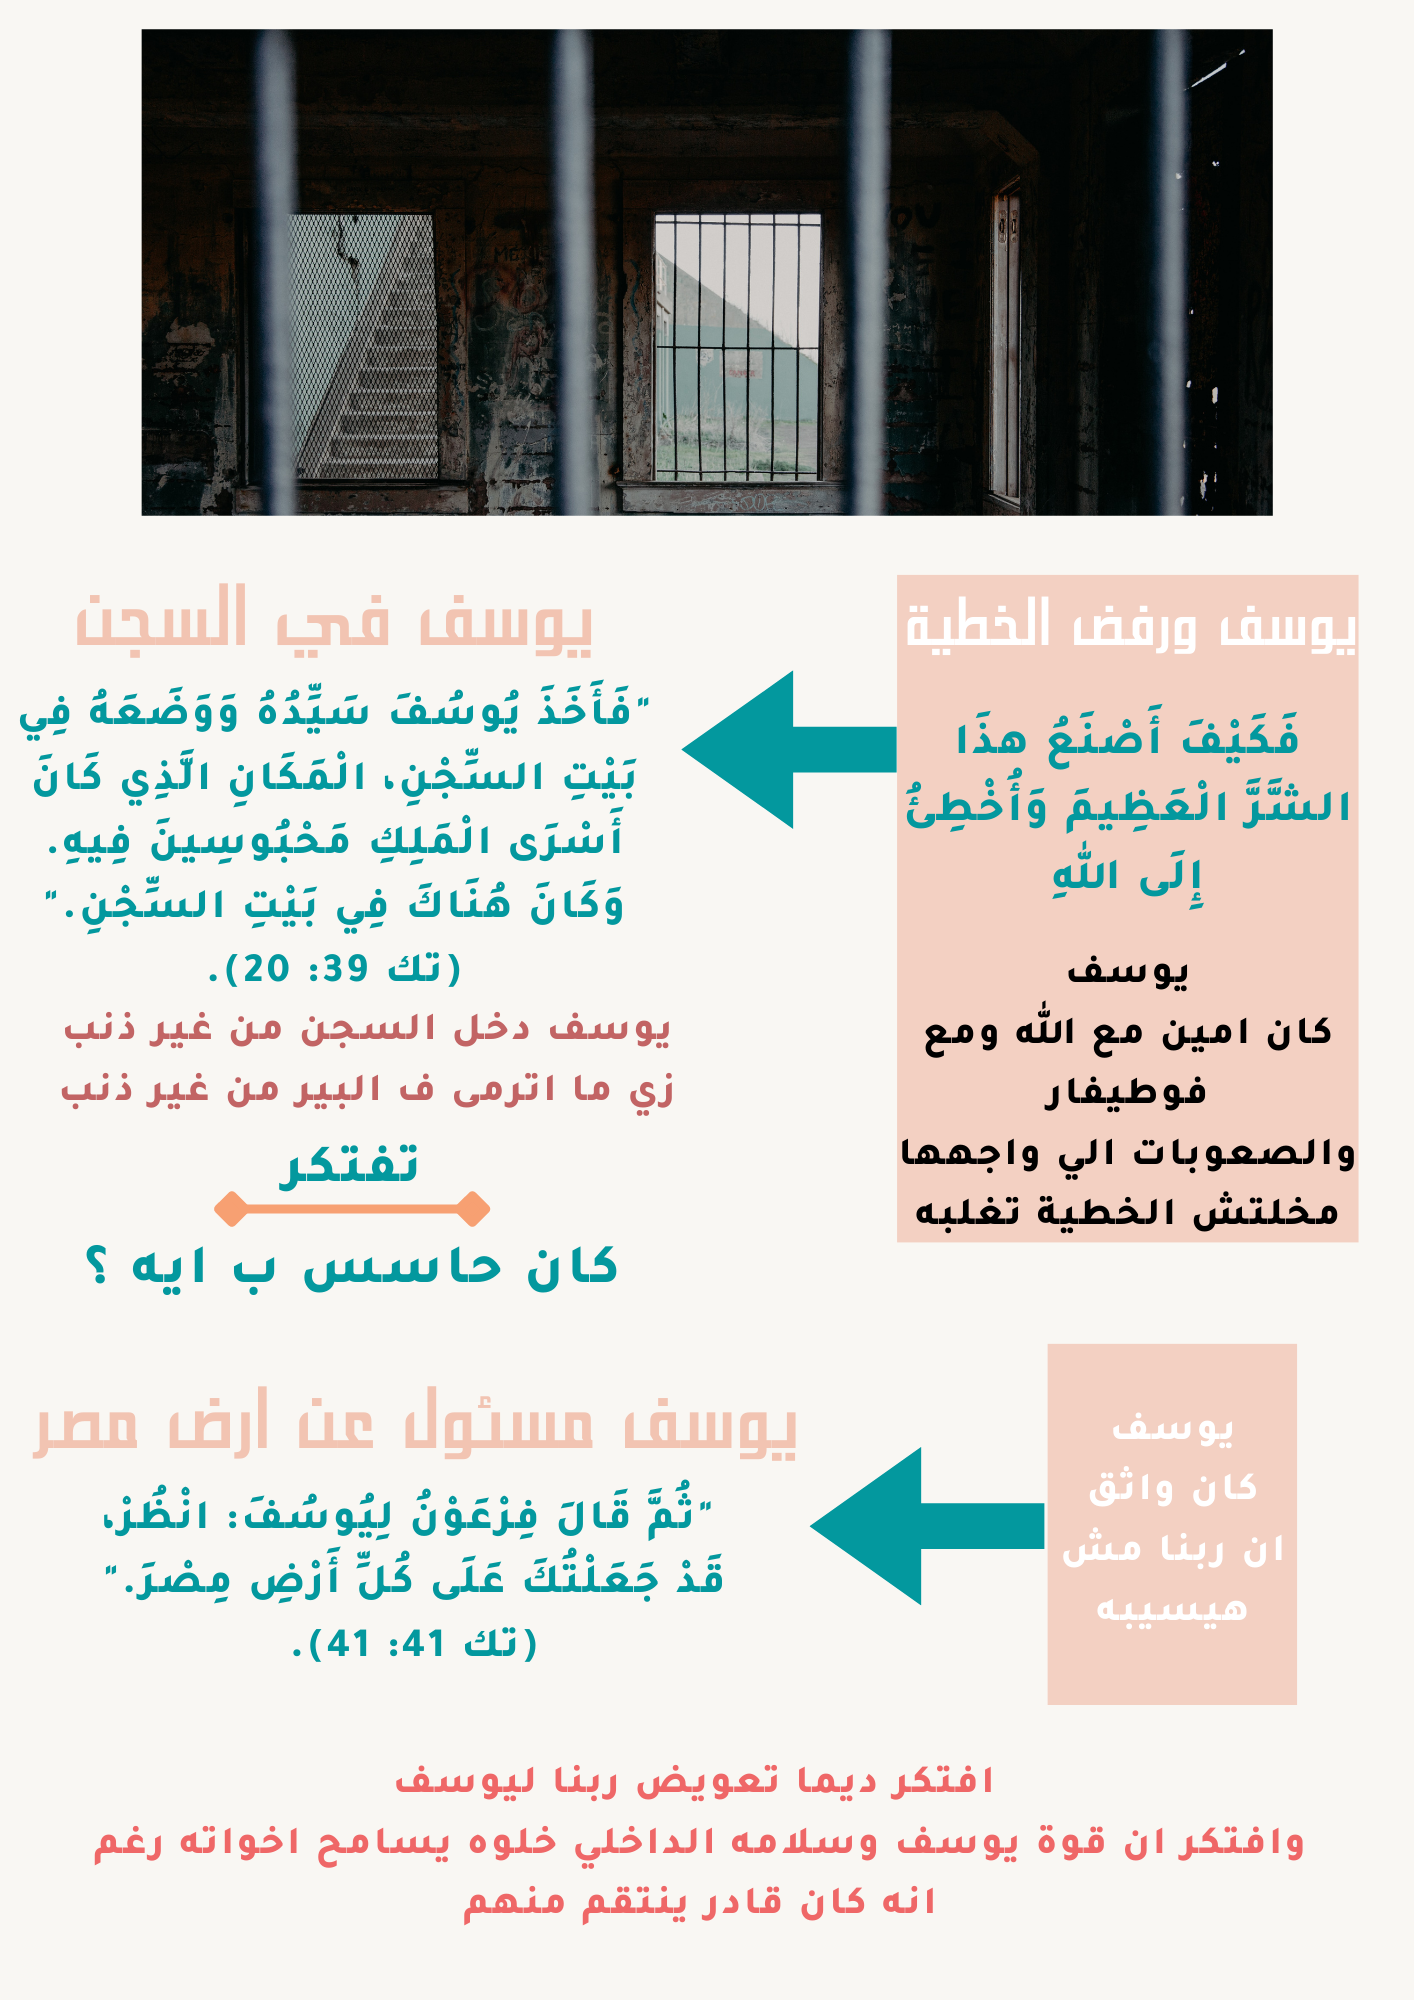 يوسف ورفض الخطية
فَكَيْفَ أَصْنَعُ هذَا
الشَّرَّ الْعَظِيمَ وَأُخْطِئُ
إِلَى اللهِ
يوسف
كان امين مع الله ومع
فوطيفار
والصعوبات الي واجهها
مخلتش الخطية تغلبه
يوسف في السجن
"فَأَخَذَ يُوسُفَ سَيِّدُهُ وَوَضَعَهُ فِي
بَيْتِ السِّجْنِ، الْمَكَانِ الَّذِي كَانَ
أَسْرَى الْمَلِكِ مَحْبُوسِينَ فِيهِ.
وَكَانَ هُنَاكَ فِي بَيْتِ السِّجْنِ."
(تك 39: 20).
يوسف دخل السجن من غير ذنب
زي ما اترمى ف البير من غير ذنب
تفتكر
كان حاسس ب ايه ؟
يوسف
كان واثق
ان ربنا مش
هيسيبه
يوسف مسئول عن ارض مصر
"ثُمَّ قَالَ فِرْعَوْنُ لِيُوسُفَ: انْظُرْ،
قَدْ جَعَلْتُكَ عَلَى كُلِّ أَرْضِ مِصْرَ."
(تك 41: 41).
افتكر ديما تعويض ربنا ليوسف
وافتكر ان قوة يوسف وسلامه الداخلي خلوه يسامح اخواته رغم
انه كان قادر ينتقم منهم